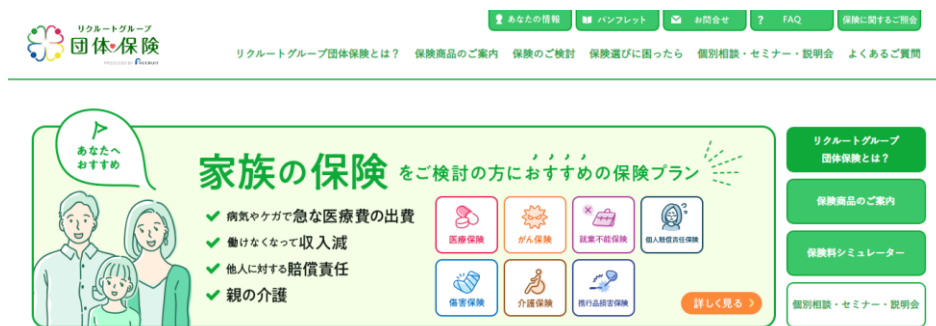 リクルートグループ
団体保険
PRODUCED BY RECRUIT
あなたの情報
パンフレット
お問合せ
? FAQ
保険に関するご照会
リクルートグループ団体保険とは？ 保険商品のご案内 保険のご検討 保険選びに困ったら 個別相談・セミナー・説明会 よくあるご質問
あなたへ
おすすめ
家族の保険をご検討の方におすすめの保険プラン
病気やケガで急な医療費の出費
働けなくなって収入減
他人に対する賠償責任
親の介護
医療保険
がん保険
就業不能保険
個人賠償責任保険
傷害保険
介護保険
携行品損害保険
詳しく見る
リクルートグループ
団体保険とは？
保険商品のご案内
保険料シミュレーター
個別相談・セミナー・説明会